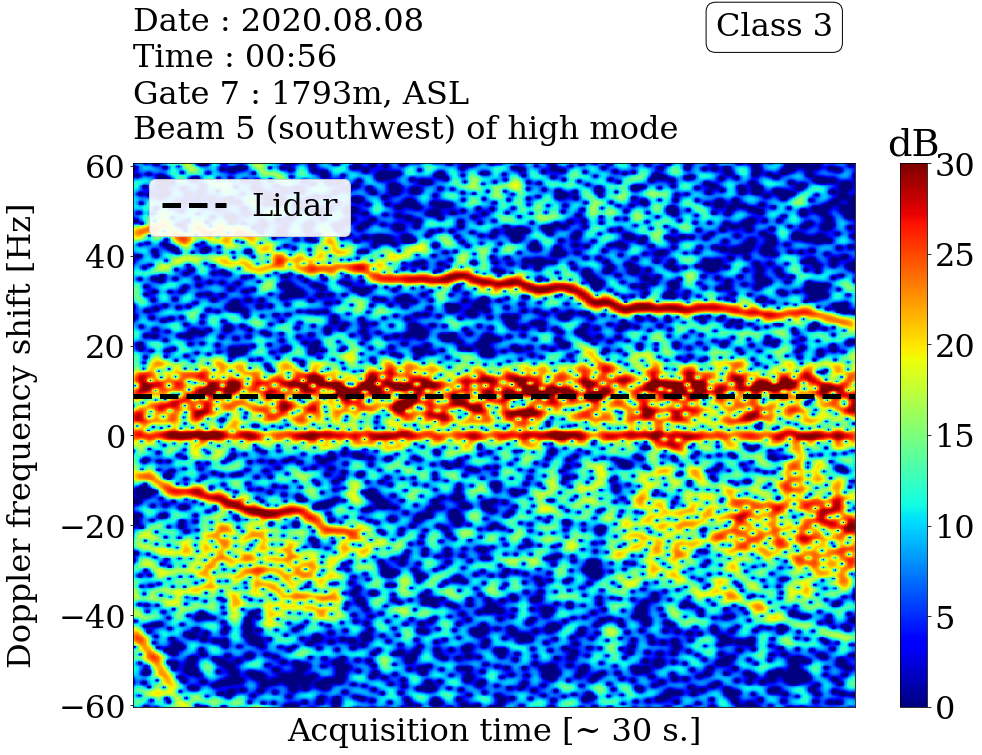 Date : 2020.08.08
Time : 00:56
Gate 7 : 1793m, ASL
Beam 5 (southwest) of high mode
Class 3
dB
Lidar
Doppler frequency shift [Hz]
60
40
20
0
−20
−40
−60
30
25
20
15
10
5
0
Acquisition time [~ 30 s.]